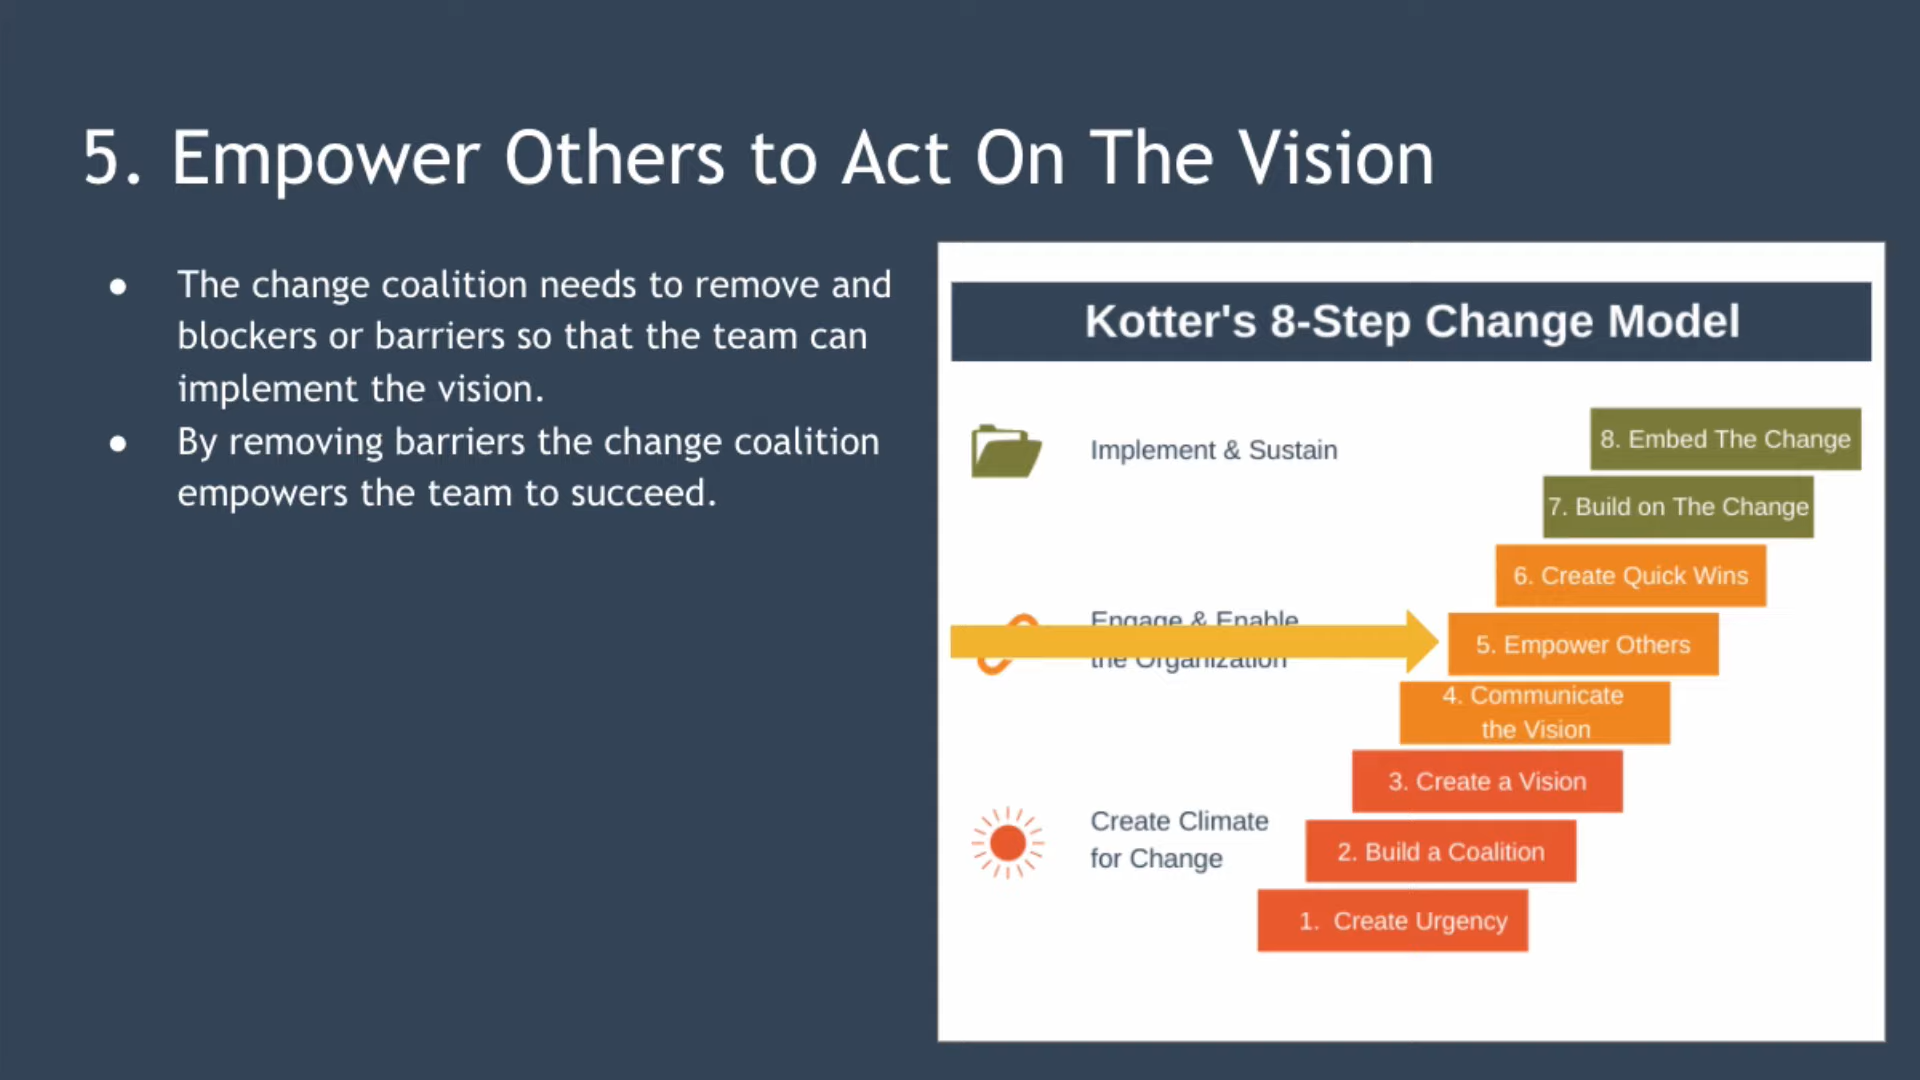 5. Empower Others to Act On The Vision
● The change coalition needs to remove and
blockers or barriers so that the team can
implement the vision.
● By removing barriers the change coalition
empowers the team to succeed.
Kotter's 8-Step Change Model
Implement & Sustain
8. Embed The Change
7. Build on The Change
6. Create Quick Wins
Engage & Enable
the Organization
5. Empower Others
4. Communicate
the Vision
3. Create a Vision
Create Climate
for Change
2. Build a Coalition
1. Create Urgency